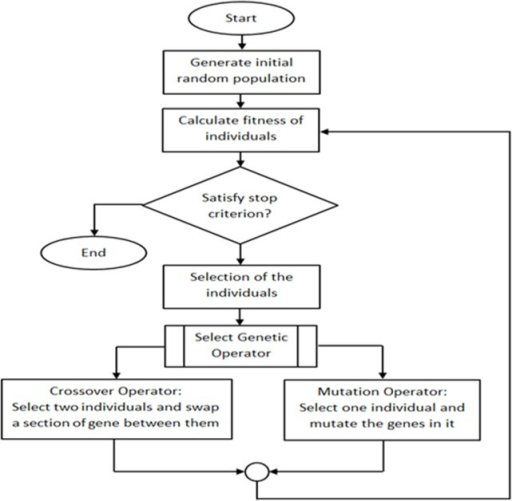 Start
Generate initial
random population
Calculate fitness of
individuals
Satisfy stop
criterion?
End
Selection of the
individuals
Select Genetic
Operator
Crossover Operator:
Select two individuals and swap
a section of gene between them
Mutation Operator:
Select one individual and
mutate the genes in it